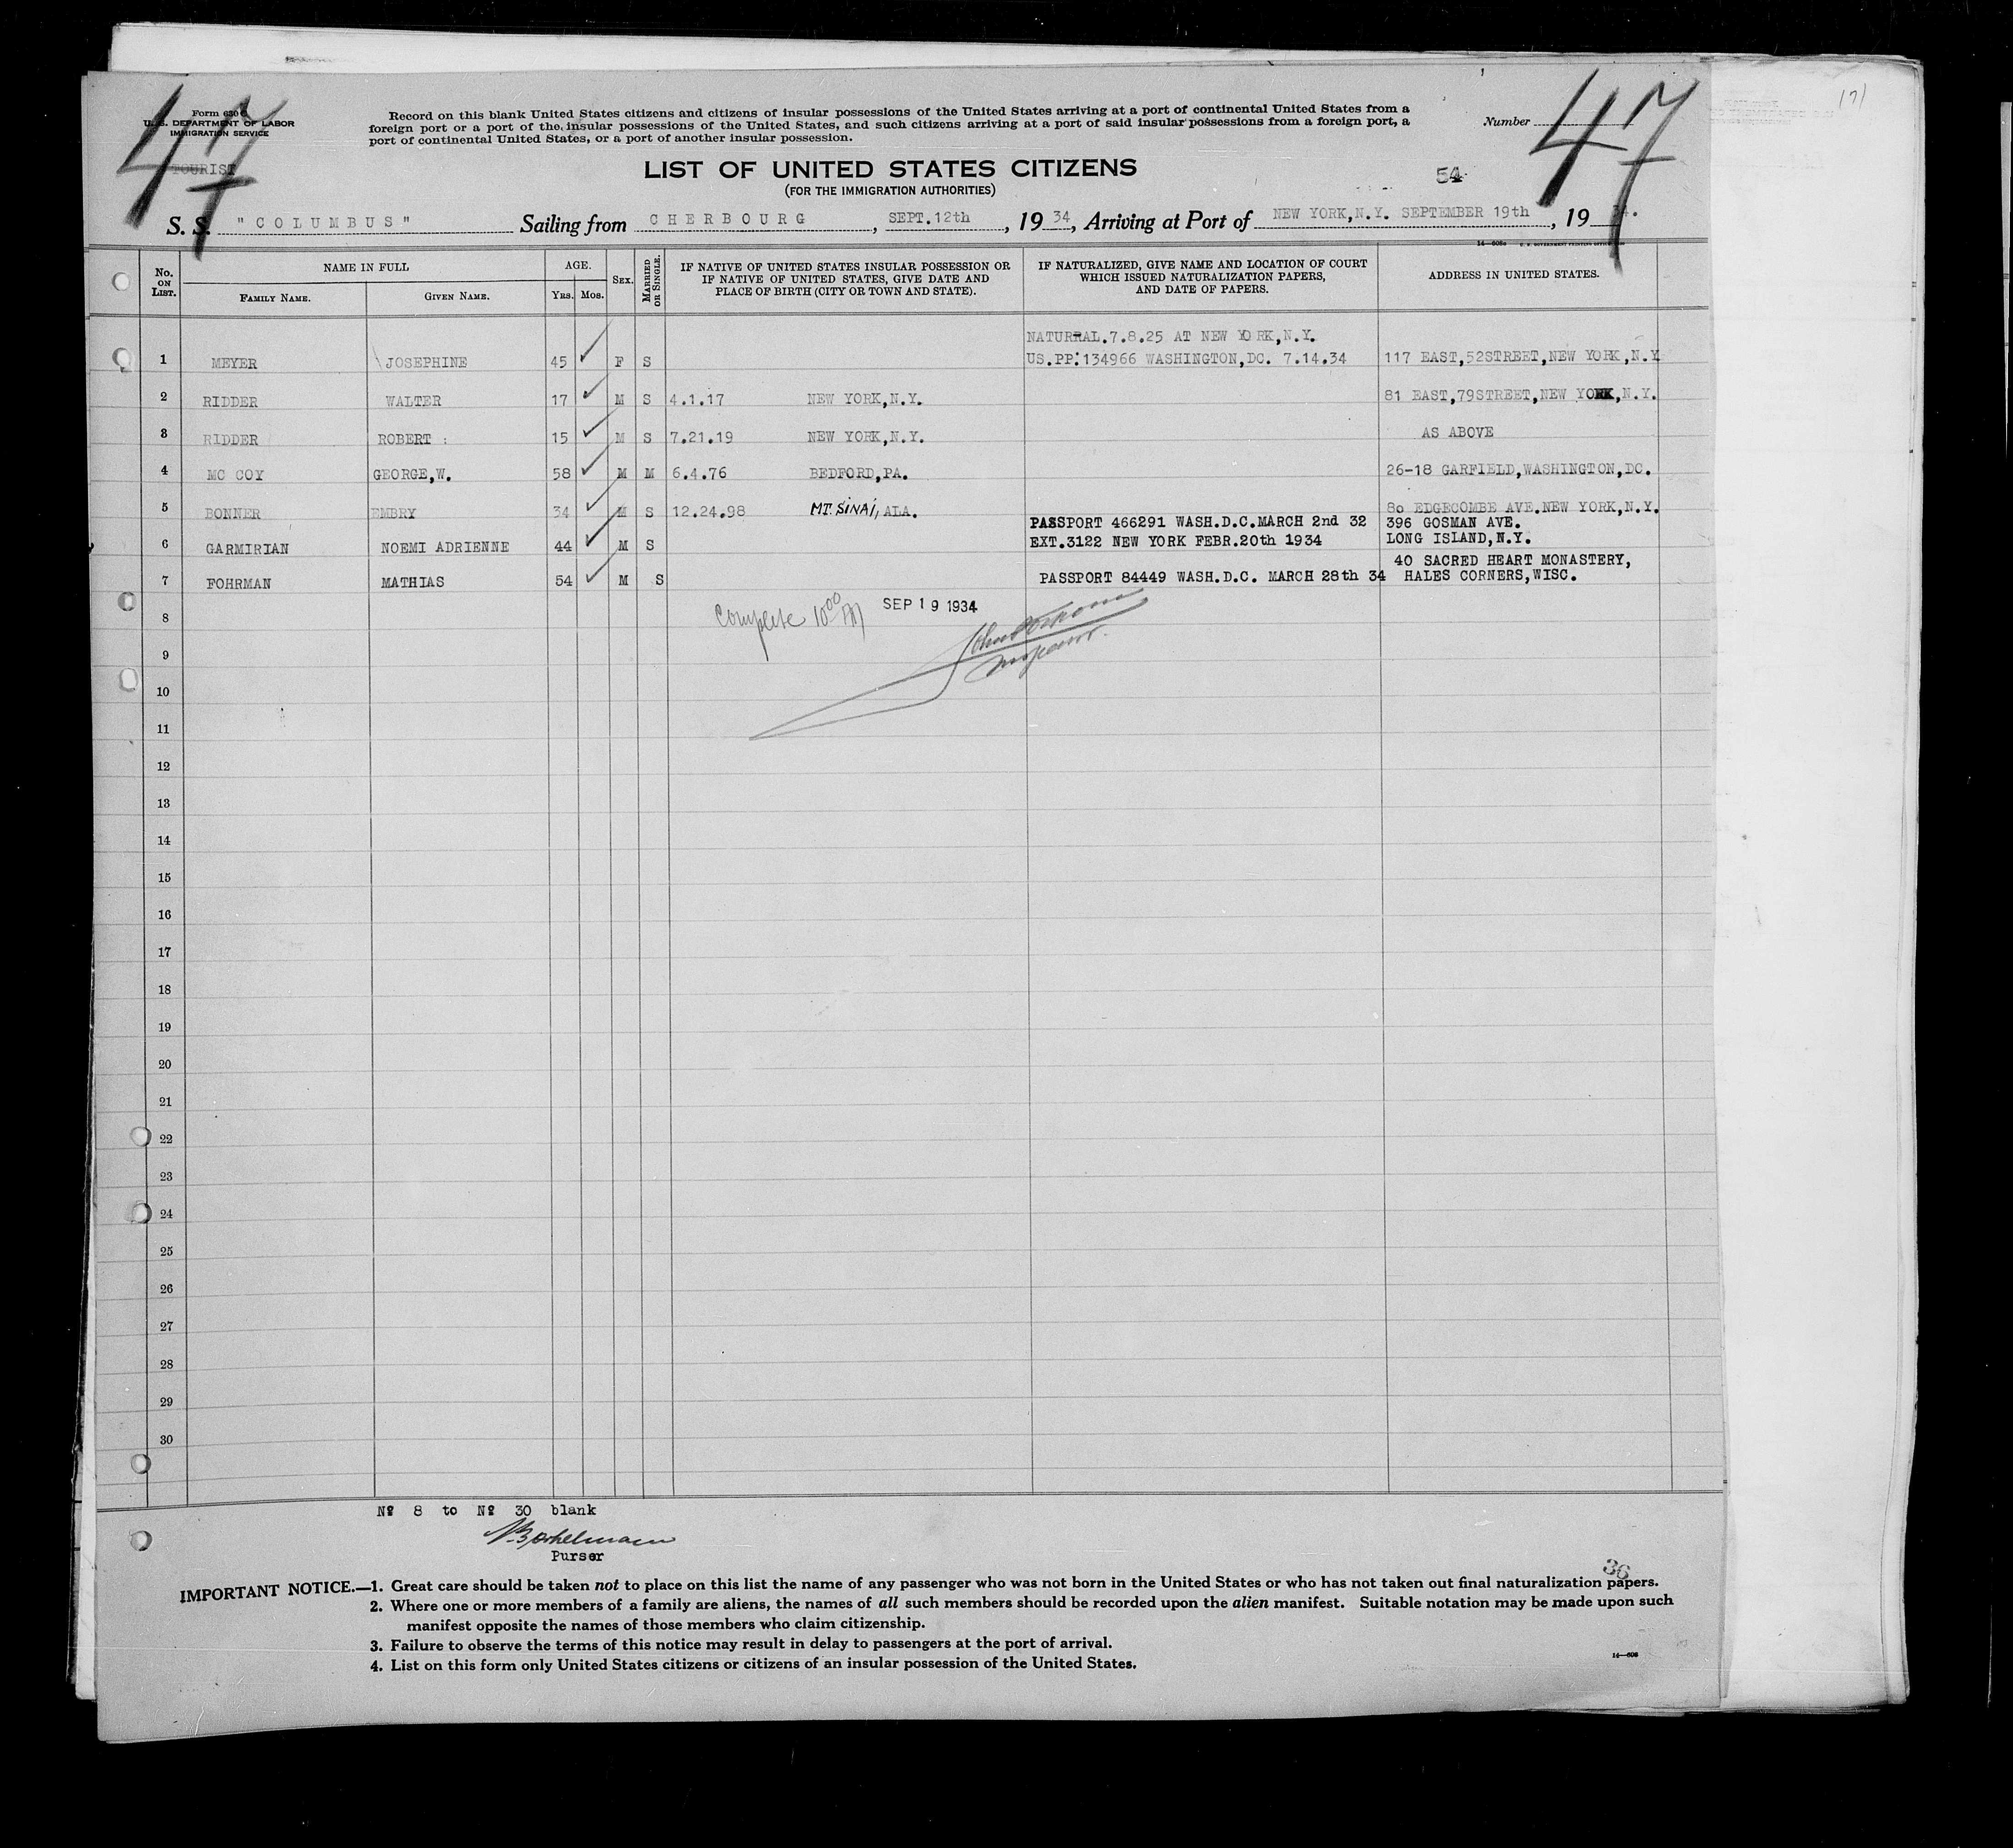 47
47
Form 630
U. S. DEPARTMENT OF LABOR
IMMIGRATION SERVICE
TOURIST
Record on this blank United States citizens and citizens of insular possessions of the United States arriving at a port of continental United States from a
foreign port or a port of the insular possessions of the United States, and such citizens arriving at a port of said insular possessions from a foreign port, a
port of continental United States, or a port of another insular possession.
Number
LIST OF UNITED STATES CITIZENS
(FOR THE IMMIGRATION AUTHORITIES)
54
S. S. "COLUMBUS" Sailing from CHERBOURG, SEPT.12th, 19 34, Arriving at Port of NEW YORK,N.Y. SEPTEMBER 19th, 19 34.
No. ON LIST. NAME IN FULL AGE. SEX. MARRIED OR SINGLE. IF NATIVE OF UNITED STATES INSULAR POSSESSION OR IF NATIVE OF UNITED STATES, GIVE DATE AND PLACE OF BIRTH (CITY OR TOWN AND STATE). IF NATURALIZED, GIVE NAME AND LOCATION OF COURT WHICH ISSUED NATURALIZATION PAPERS, AND DATE OF PAPERS. ADDRESS IN UNITED STATES.
FAMILY NAME. GIVEN NAME. YRS. MOS.
NATURRAL.7.8.25 AT NEW YORK,N.Y.
1 MEYER JOSEPHINE 45 F S US.PP:134966 WASHINGTON,DC. 7.14.34 117 EAST,52STREET,NEW YORK,N.Y
2 RIDDER WALTER 17 M S 4.1.17 NEW YORK,N.Y. 81 EAST,79STREET,NEW YORK,N.Y.
3 RIDDER ROBERT : 15 M S 7.21.19 NEW YORK,N.Y. AS ABOVE
4 MC COY GEORGE,W. 58 M M 6.4.76 BEDFORD,PA. 26-18 GARFIELD,WASHINGTON,DC.
5 BONNER EMBRY 34 M S 12.24.98 MT. SINAI, ALA. 80 EDGECOMBE AVE.NEW YORK,N.Y.
PASSPORT 466291 WASH.D.C.MARCH 2nd 32 396 GOSMAN AVE.
6 GARMIRIAN NOEMI ADRIENNE 44 M S EXT.3122 NEW YORK FEBR.20th 1934 LONG ISLAND,N.Y.
40 SACRED HEART MONASTERY,
7 FOHRMAN MATHIAS 54 M S PASSPORT 84449 WASH.D.C. MARCH 28th 34 HALES CORNERS,WISC.
Complete 10 00 AM SEP 19 1934
8
Inspector.
9
10
11
12
13
14
15
16
17
18
19
20
21
22
23
24
25
26
27
28
29
30
Nº 8 to Nº 30 blank
Purser
36
IMPORTANT NOTICE.—1. Great care should be taken not to place on this list the name of any passenger who was not born in the United States or who has not taken out final naturalization papers.
2. Where one or more members of a family are aliens, the names of all such members should be recorded upon the alien manifest. Suitable notation may be made upon such
manifest opposite the names of those members who claim citizenship.
3. Failure to observe the terms of this notice may result in delay to passengers at the port of arrival.
4. List on this form only United States citizens or citizens of an insular possession of the United States.
14—608